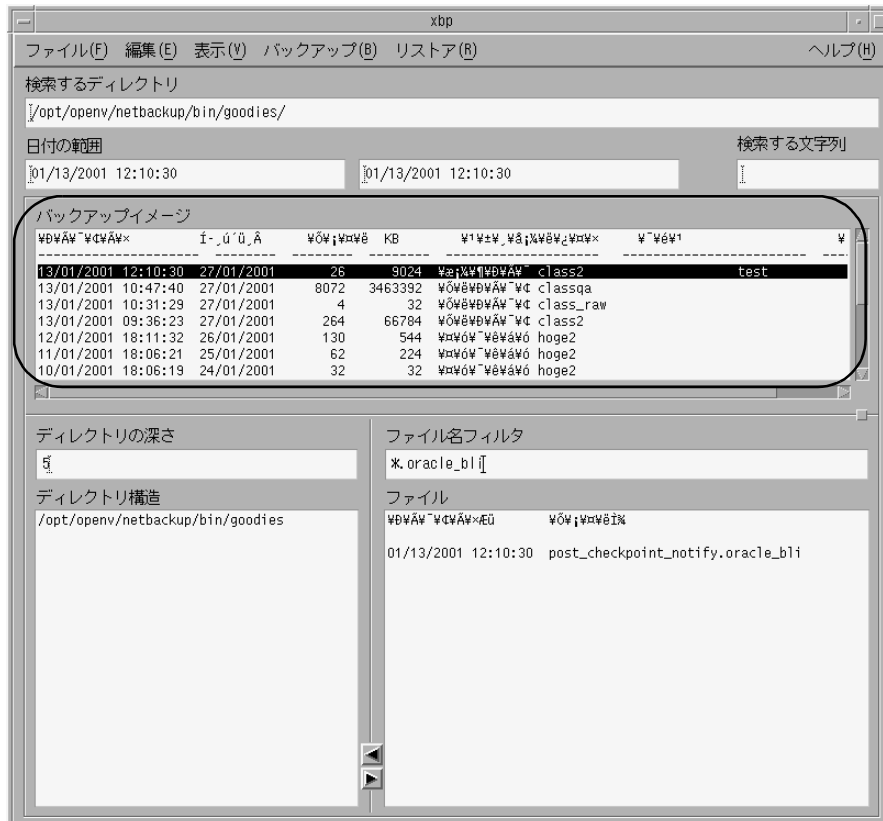 xbp
ファイル(F) 編集(E) 表示(V) バックアップ(B) リストア(R) ヘルプ(H)
検索するディレクトリ
/opt/openv/netbackup/bin/goodies/
日付の範囲 検索する文字列
01/13/2001 12:10:30 01/13/2001 12:10:30
バックアップイメージ
KB
13/01/2001 12:10:30 27/01/2001 26 9024 class2 test
13/01/2001 10:47:40 27/01/2001 8072 3463392 classqa
13/01/2001 10:31:29 27/01/2001 4 32 class_raw
13/01/2001 09:36:23 27/01/2001 264 66784 class2
12/01/2001 18:11:32 26/01/2001 130 544 hoge2
11/01/2001 18:06:21 25/01/2001 62 224 hoge2
10/01/2001 18:06:19 24/01/2001 32 32 hoge2
ディレクトリの深さ ファイル名フィルタ
5 *.oracle_bli
ディレクトリ構造 ファイル
/opt/openv/netbackup/bin/goodies
01/13/2001 12:10:30 post_checkpoint_notify.oracle_bli